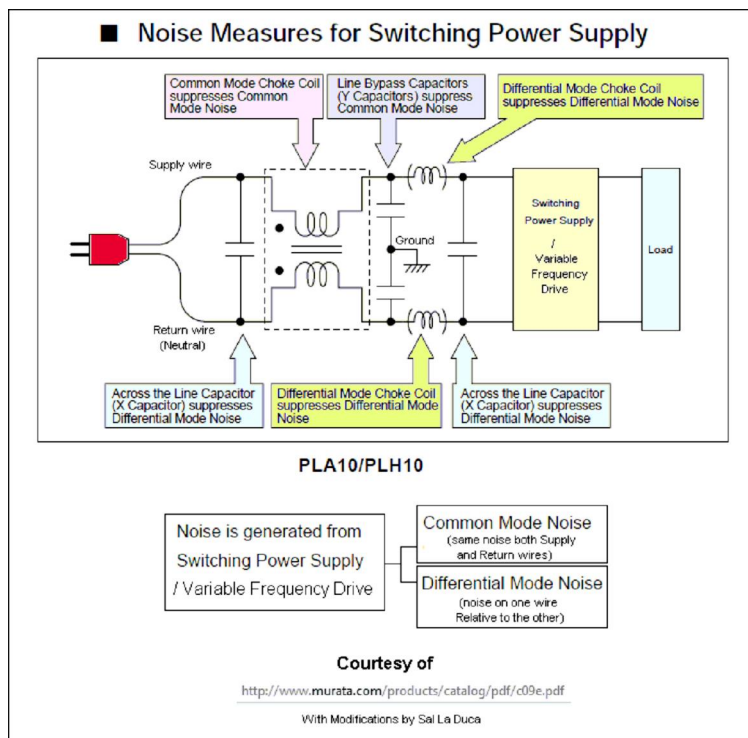 ■ Noise Measures for Switching Power Supply
Common Mode Choke Coil
suppresses Common
Mode Noise
Line Bypass Capacitors
(Y Capacitors) suppress
Common Mode Noise
Differential Mode Choke Coil
suppresses Differential Mode Noise
Supply wire
Ground
Switching
Power Supply
/
Variable
Frequency
Drive
Load
Return wire
(Neutral)
Across the Line Capacitor
(X Capacitor) suppresses
Differential Mode Noise
Differential Mode Choke Coil
suppresses Differential Mode
Noise
Across the Line Capacitor
(X Capacitor) suppresses
Differential Mode Noise
PLA10/PLH10
Noise is generated from
Switching Power Supply
/ Variable Frequency Drive
Common Mode Noise
(same noise both Supply
and Return wires)
Differential Mode Noise
(noise on one wire
Relative to the other)
Courtesy of
http://www.murata.com/products/catalog/pdf/c09e.pdf
With Modifications by Sal La Duca